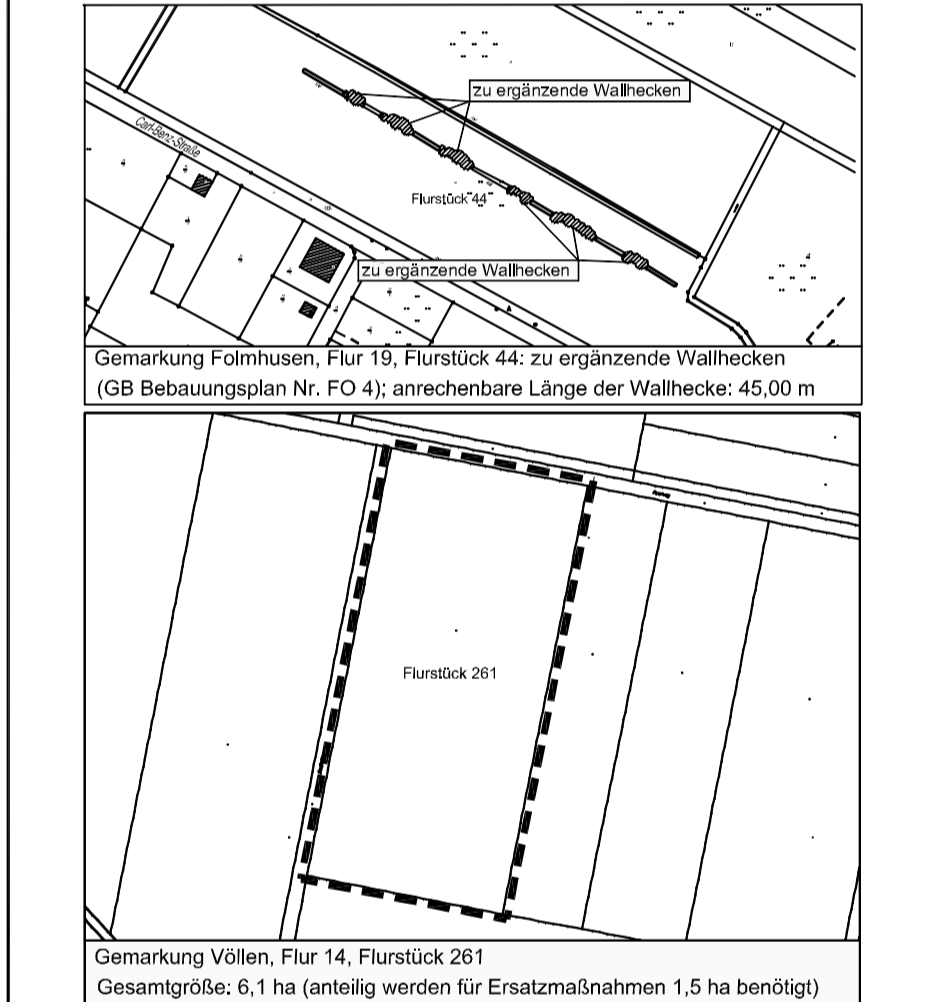 zu ergänzende Wallhecken
Carl-Benz-Straße
Flurstück 44
zu ergänzende Wallhecken
Gemarkung Folmhusen, Flur 19, Flurstück 44: zu ergänzende Wallhecken
(GB Bebauungsplan Nr. FO 4); anrechenbare Länge der Wallhecke: 45,00 m
Flurstück 261
Gemarkung Völlen, Flur 14, Flurstück 261
Gesamtgröße: 6,1 ha (anteilig werden für Ersatzmaßnahmen 1,5 ha benötigt)